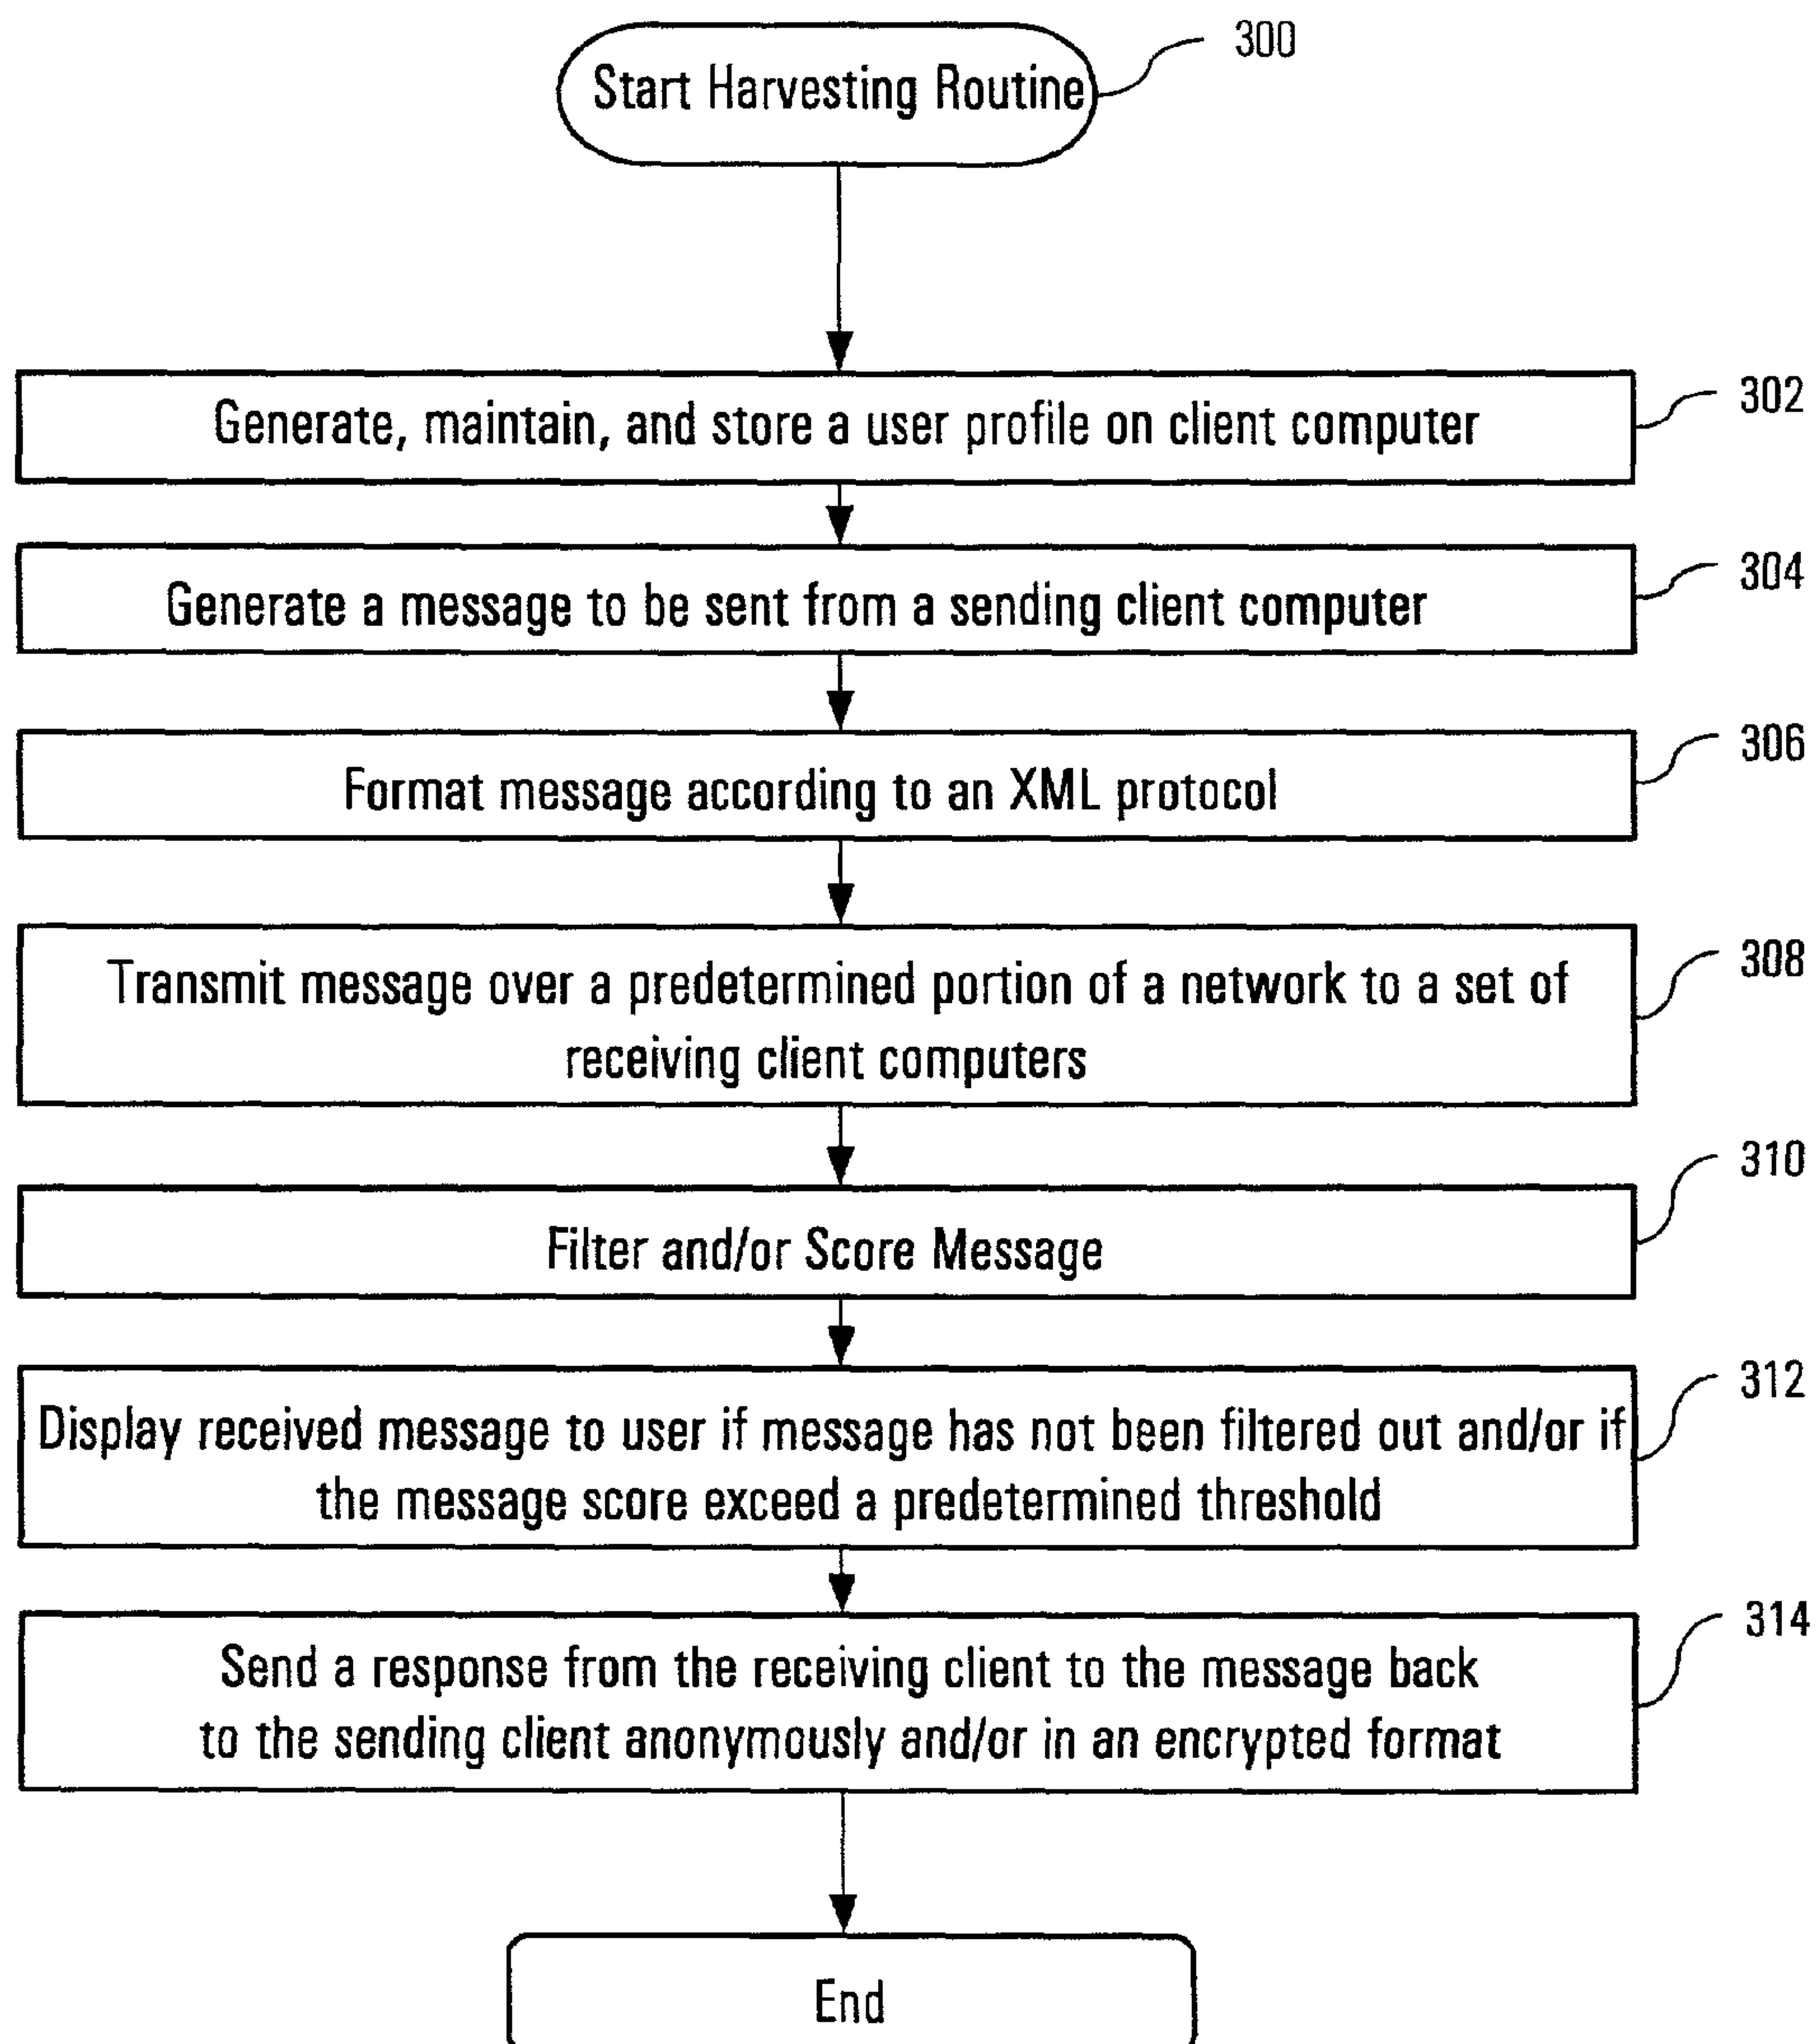 300
Start Harvesting Routine
302
Generate, maintain, and store a user profile on client computer
304
Generate a message to be sent from a sending client computer
306
Format message according to an XML protocol
308
Transmit message over a predetermined portion of a network to a set of
receiving client computers
310
Filter and/or Score Message
312
Display received message to user if message has not been filtered out and/or if
the message score exceed a predetermined threshold
314
Send a response from the receiving client to the message back
to the sending client anonymously and/or in an encrypted format
End